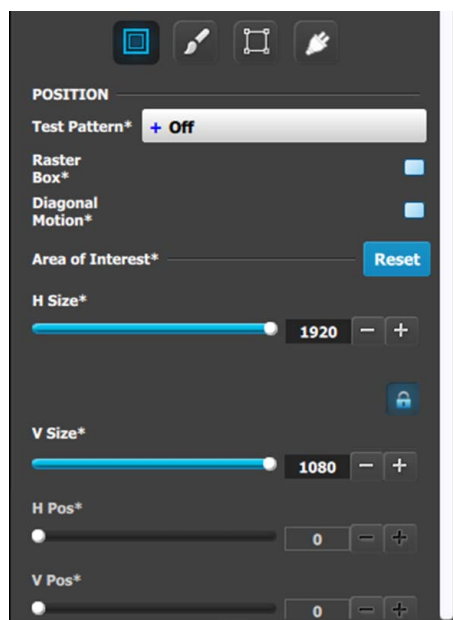 POSITION
Test Pattern* + Off
Raster
Box*
Diagonal
Motion*
Area of Interest* Reset
H Size*
1920 − +
V Size*
1080 − +
H Pos*
0 − +
V Pos*
0 − +